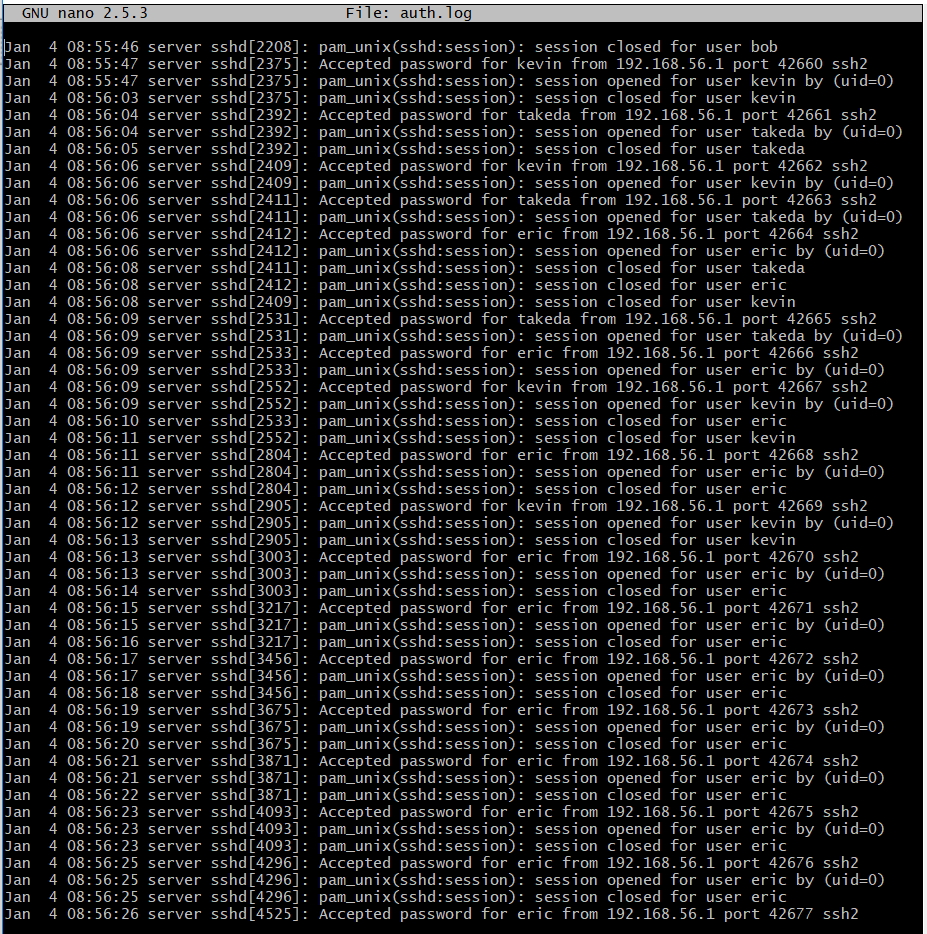 GNU nano 2.5.3 File: auth.log
Jan  4 08:55:46 server sshd[2208]: pam_unix(sshd:session): session closed for user bob
Jan  4 08:55:47 server sshd[2375]: Accepted password for kevin from 192.168.56.1 port 42660 ssh2
Jan  4 08:55:47 server sshd[2375]: pam_unix(sshd:session): session opened for user kevin by (uid=0)
Jan  4 08:56:03 server sshd[2375]: pam_unix(sshd:session): session closed for user kevin
Jan  4 08:56:04 server sshd[2392]: Accepted password for takeda from 192.168.56.1 port 42661 ssh2
Jan  4 08:56:04 server sshd[2392]: pam_unix(sshd:session): session opened for user takeda by (uid=0)
Jan  4 08:56:05 server sshd[2392]: pam_unix(sshd:session): session closed for user takeda
Jan  4 08:56:06 server sshd[2409]: Accepted password for kevin from 192.168.56.1 port 42662 ssh2
Jan  4 08:56:06 server sshd[2409]: pam_unix(sshd:session): session opened for user kevin by (uid=0)
Jan  4 08:56:06 server sshd[2411]: Accepted password for takeda from 192.168.56.1 port 42663 ssh2
Jan  4 08:56:06 server sshd[2411]: pam_unix(sshd:session): session opened for user takeda by (uid=0)
Jan  4 08:56:06 server sshd[2412]: Accepted password for eric from 192.168.56.1 port 42664 ssh2
Jan  4 08:56:06 server sshd[2412]: pam_unix(sshd:session): session opened for user eric by (uid=0)
Jan  4 08:56:08 server sshd[2411]: pam_unix(sshd:session): session closed for user takeda
Jan  4 08:56:08 server sshd[2412]: pam_unix(sshd:session): session closed for user eric
Jan  4 08:56:08 server sshd[2409]: pam_unix(sshd:session): session closed for user kevin
Jan  4 08:56:09 server sshd[2531]: Accepted password for takeda from 192.168.56.1 port 42665 ssh2
Jan  4 08:56:09 server sshd[2531]: pam_unix(sshd:session): session opened for user takeda by (uid=0)
Jan  4 08:56:09 server sshd[2533]: Accepted password for eric from 192.168.56.1 port 42666 ssh2
Jan  4 08:56:09 server sshd[2533]: pam_unix(sshd:session): session opened for user eric by (uid=0)
Jan  4 08:56:09 server sshd[2552]: Accepted password for kevin from 192.168.56.1 port 42667 ssh2
Jan  4 08:56:09 server sshd[2552]: pam_unix(sshd:session): session opened for user kevin by (uid=0)
Jan  4 08:56:10 server sshd[2533]: pam_unix(sshd:session): session closed for user eric
Jan  4 08:56:11 server sshd[2552]: pam_unix(sshd:session): session closed for user kevin
Jan  4 08:56:11 server sshd[2804]: Accepted password for eric from 192.168.56.1 port 42668 ssh2
Jan  4 08:56:11 server sshd[2804]: pam_unix(sshd:session): session opened for user eric by (uid=0)
Jan  4 08:56:12 server sshd[2804]: pam_unix(sshd:session): session closed for user eric
Jan  4 08:56:12 server sshd[2905]: Accepted password for kevin from 192.168.56.1 port 42669 ssh2
Jan  4 08:56:12 server sshd[2905]: pam_unix(sshd:session): session opened for user kevin by (uid=0)
Jan  4 08:56:13 server sshd[2905]: pam_unix(sshd:session): session closed for user kevin
Jan  4 08:56:13 server sshd[3003]: Accepted password for eric from 192.168.56.1 port 42670 ssh2
Jan  4 08:56:13 server sshd[3003]: pam_unix(sshd:session): session opened for user eric by (uid=0)
Jan  4 08:56:14 server sshd[3003]: pam_unix(sshd:session): session closed for user eric
Jan  4 08:56:15 server sshd[3217]: Accepted password for eric from 192.168.56.1 port 42671 ssh2
Jan  4 08:56:15 server sshd[3217]: pam_unix(sshd:session): session opened for user eric by (uid=0)
Jan  4 08:56:16 server sshd[3217]: pam_unix(sshd:session): session closed for user eric
Jan  4 08:56:17 server sshd[3456]: Accepted password for eric from 192.168.56.1 port 42672 ssh2
Jan  4 08:56:17 server sshd[3456]: pam_unix(sshd:session): session opened for user eric by (uid=0)
Jan  4 08:56:18 server sshd[3456]: pam_unix(sshd:session): session closed for user eric
Jan  4 08:56:19 server sshd[3675]: Accepted password for eric from 192.168.56.1 port 42673 ssh2
Jan  4 08:56:19 server sshd[3675]: pam_unix(sshd:session): session opened for user eric by (uid=0)
Jan  4 08:56:20 server sshd[3675]: pam_unix(sshd:session): session closed for user eric
Jan  4 08:56:21 server sshd[3871]: Accepted password for eric from 192.168.56.1 port 42674 ssh2
Jan  4 08:56:21 server sshd[3871]: pam_unix(sshd:session): session opened for user eric by (uid=0)
Jan  4 08:56:22 server sshd[3871]: pam_unix(sshd:session): session closed for user eric
Jan  4 08:56:23 server sshd[4093]: Accepted password for eric from 192.168.56.1 port 42675 ssh2
Jan  4 08:56:23 server sshd[4093]: pam_unix(sshd:session): session opened for user eric by (uid=0)
Jan  4 08:56:23 server sshd[4093]: pam_unix(sshd:session): session closed for user eric
Jan  4 08:56:25 server sshd[4296]: Accepted password for eric from 192.168.56.1 port 42676 ssh2
Jan  4 08:56:25 server sshd[4296]: pam_unix(sshd:session): session opened for user eric by (uid=0)
Jan  4 08:56:25 server sshd[4296]: pam_unix(sshd:session): session closed for user eric
Jan  4 08:56:26 server sshd[4525]: Accepted password for eric from 192.168.56.1 port 42677 ssh2